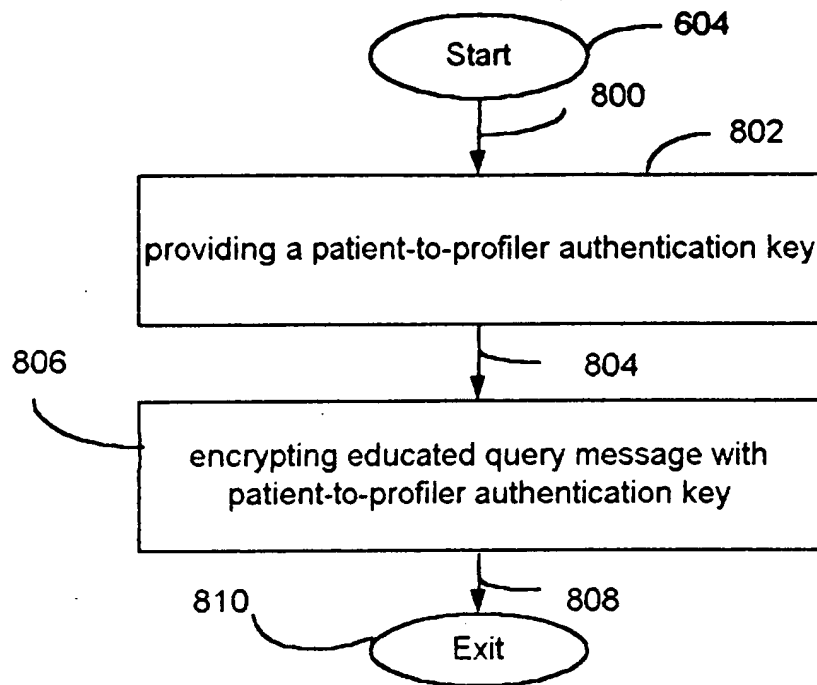 604
Start
800
802
providing a patient-to-profiler authentication key
804
806
encrypting educated query message with
patient-to-profiler authentication key
808
810
Exit